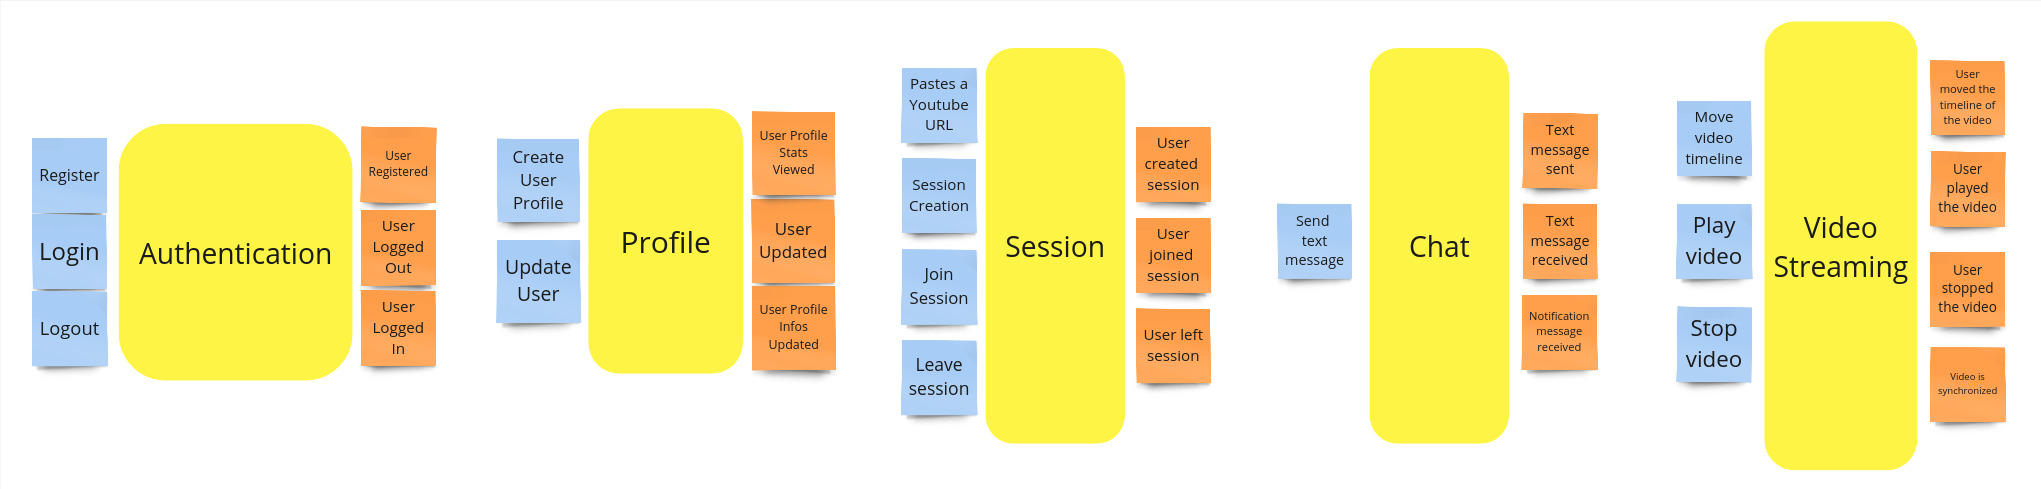 Register
Login
Logout
Authentication
User
Registered
User
Logged
Out
User
Logged
In
Create
User
Profile
Update
User
Profile
User Profile
Stats
Viewed
User
Updated
User Profile
Infos
Updated
Pastes a
Youtube
URL
Session
Creation
Join
Session
Leave
session
Session
User
created
session
User
joined
session
User left
session
Send
text
message
Chat
Text
message
sent
Text
message
received
Notification
message
received
Move
video
timeline
Play
video
Stop
video
Video
Streaming
User
moved the
timeline of
the video
User
played
the video
User
stopped
the video
Video is
synchronized